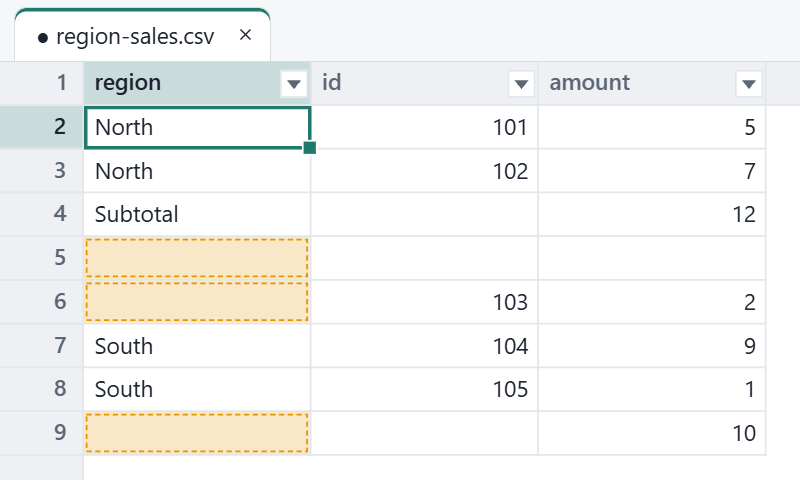 ● region-sales.csv ×
1 region id amount
2 North 101 5
3 North 102 7
4 Subtotal 12
5
6 103 2
7 South 104 9
8 South 105 1
9 10